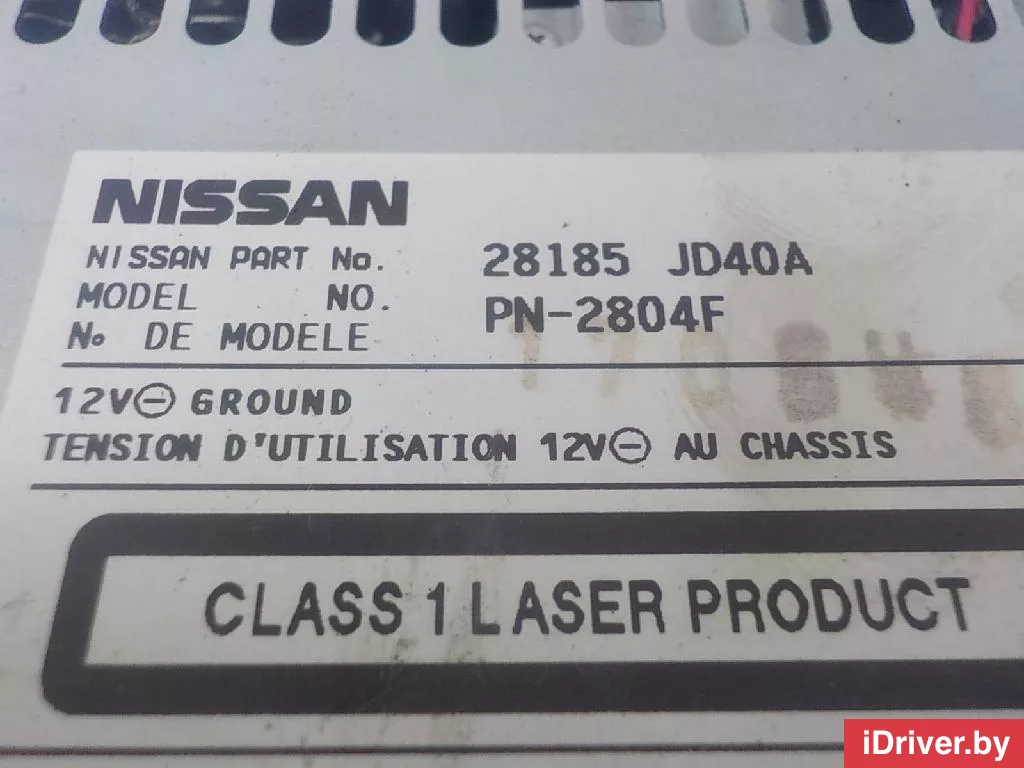 NISSAN
NISSAN PART No. 28185 JD40A
MODEL NO. PN-2804F
No DE MODELE
12V⊖ GROUND
TENSION D'UTILISATION 12V⊖ AU CHASSIS
CLASS 1 LASER PRODUCT
iDriver.by